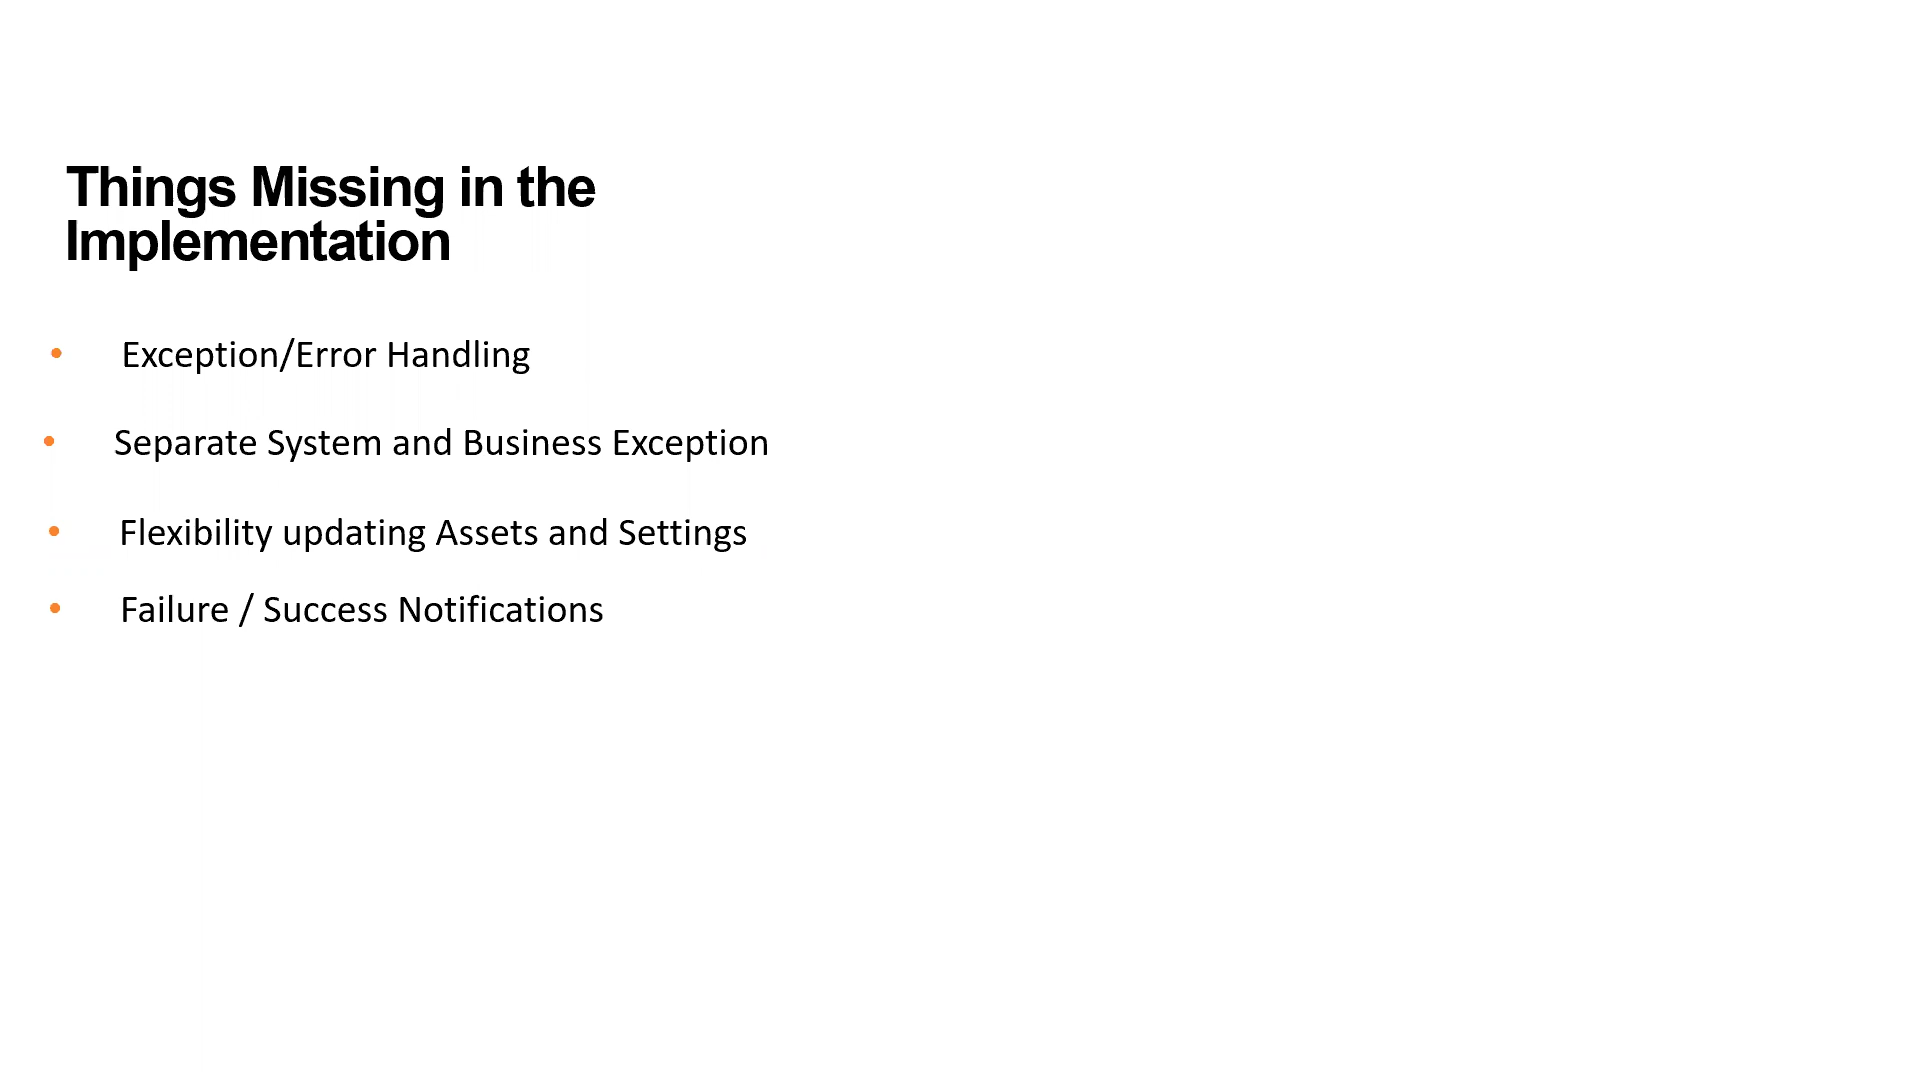 Things Missing in the
Implementation
• Exception/Error Handling
• Separate System and Business Exception
• Flexibility updating Assets and Settings
• Failure / Success Notifications